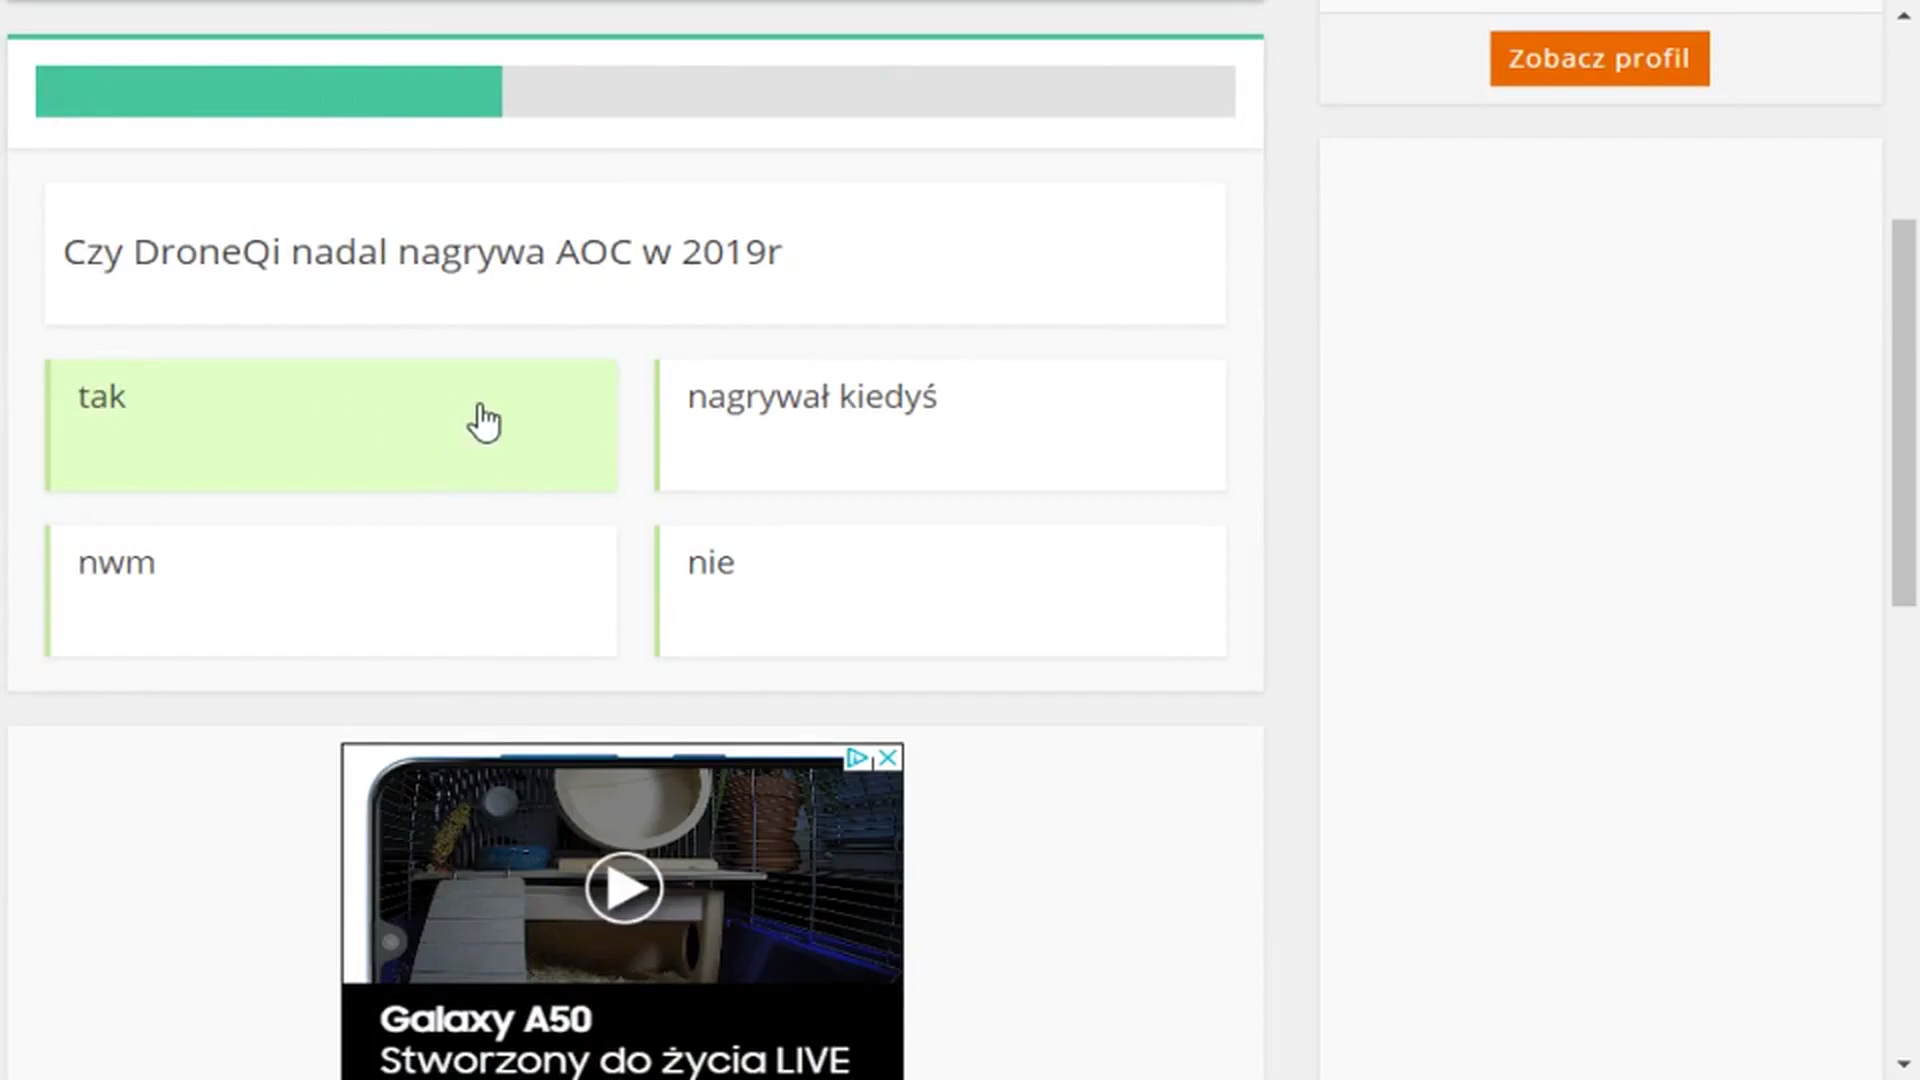 Zobacz profil
Czy DroneQi nadal nagrywa AOC w 2019r
tak
nagrywał kiedyś
nwm
nie
Galaxy A50
Stworzony do życia LIVE